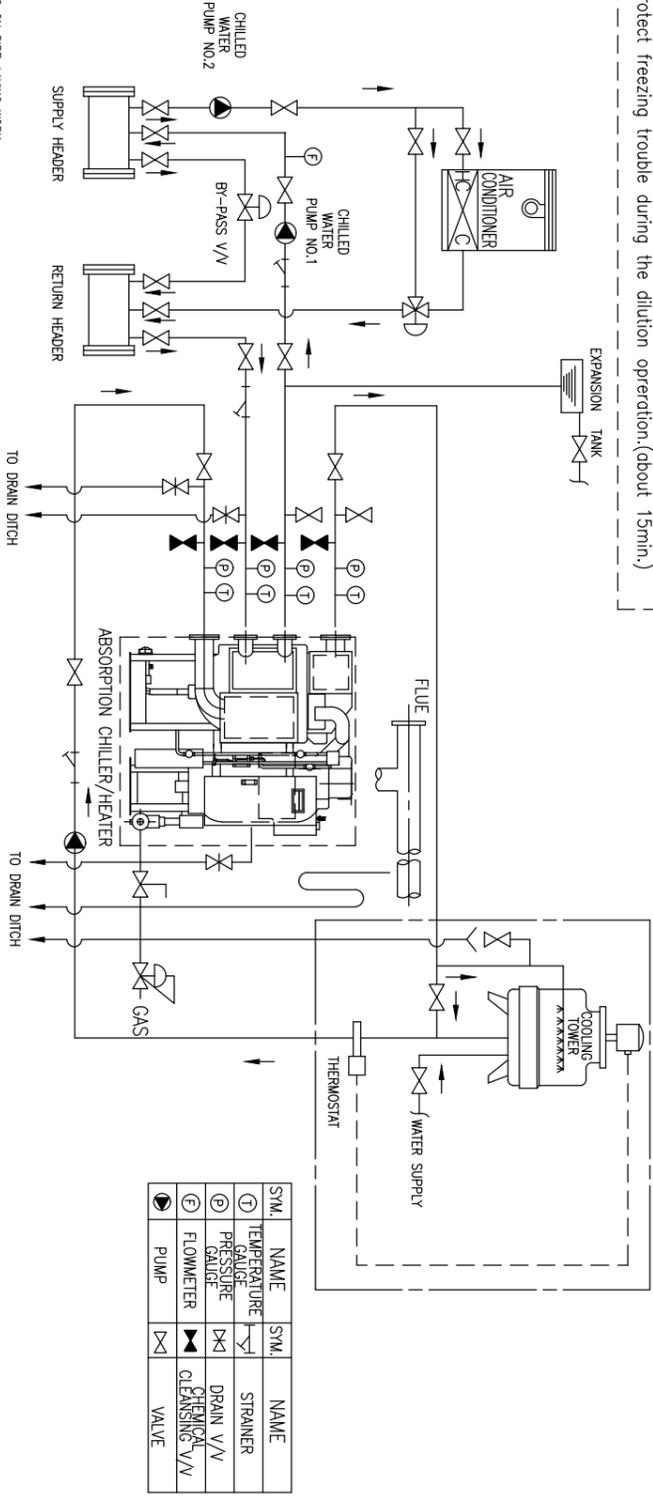 rotect freezing trouble during the dilution opreration.(about 15min.)
CHILLED
WATER
PUMP NO.2
SUPPLY HEADER
F
BY-PASS V/V
CHILLED
WATER
PUMP NO.1
RETURN HEADER
AIR
CONDITIONER
HC
C
EXPANSION TANK
TO DRAIN DITCH
P
T
P
T
P
T
P
T
ABSORPTION CHILLER/HEATER
FLUE
TO DRAIN DITCH
GAS
COOLING
TOWER
THERMOSTAT
WATER SUPPLY
SYM. NAME SYM. NAME
T TEMPERATURE GAUGE STRAINER
P PRESSURE GAUGE DRAIN V/V
F FLOWMETER CHEMICAL CLEANSING V/V
PUMP VALVE